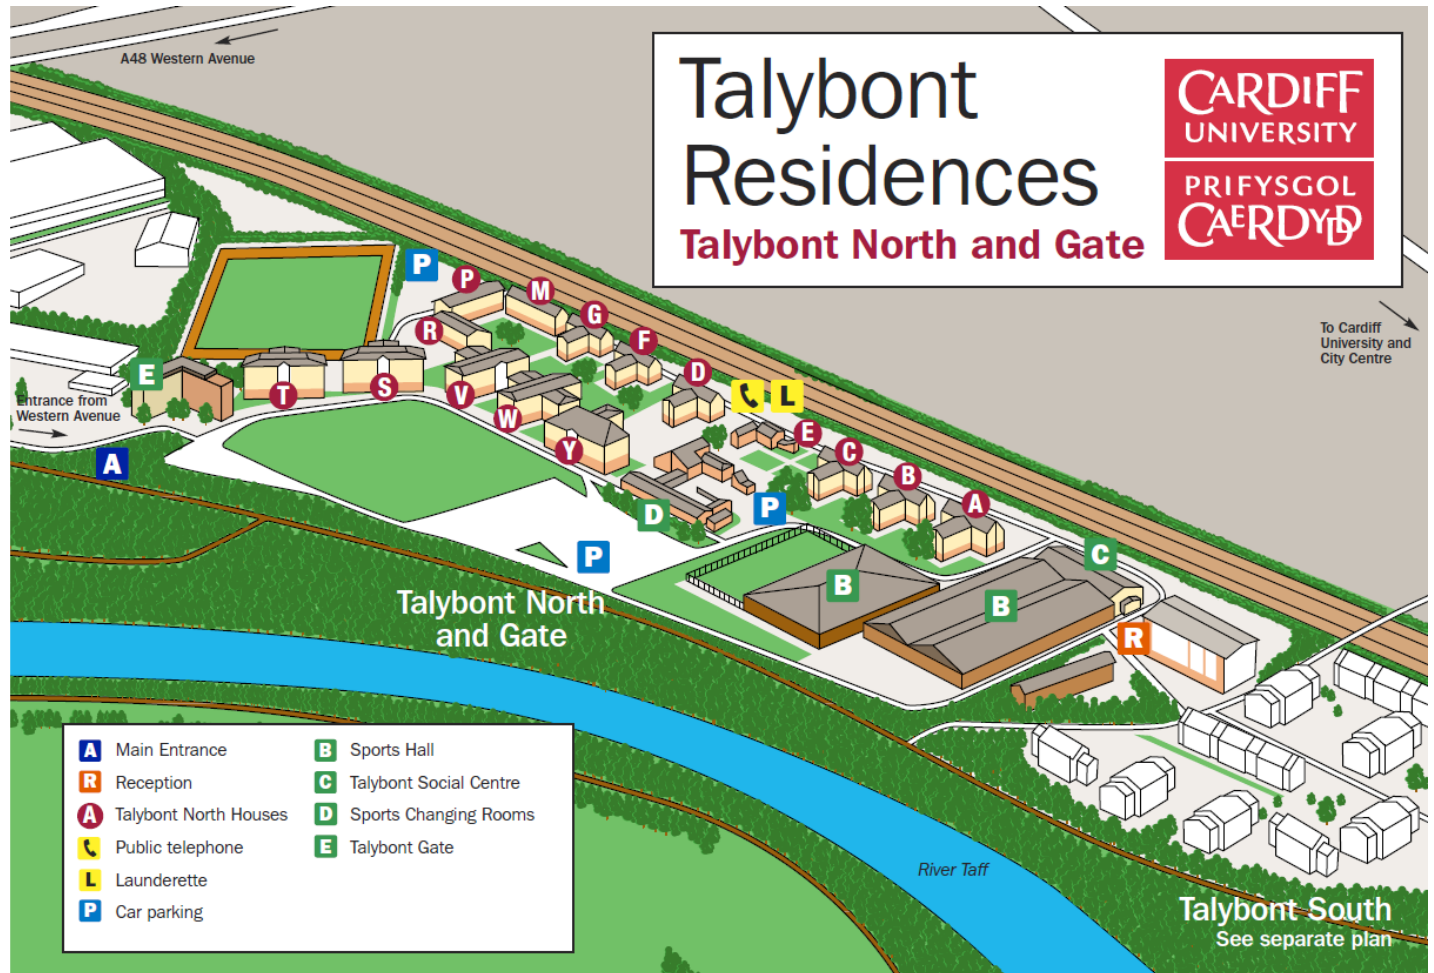 A48 Western Avenue
Talybont
Residences
Talybont North and Gate
CARDIFF
UNIVERSITY
PRIFYSGOL
CAERDYDD
To Cardiff
University and
City Centre
P
P
M
G
R
F
E
T
S
V
D
L
W
E
Y
C
B
A
Entrance from
Western Avenue
A
D
P
P
C
B
B
R
Talybont North
and Gate
A Main Entrance
R Reception
A Talybont North Houses
Public telephone
L Launderette
P Car parking
B Sports Hall
C Talybont Social Centre
D Sports Changing Rooms
E Talybont Gate
River Taff
Talybont South
See separate plan